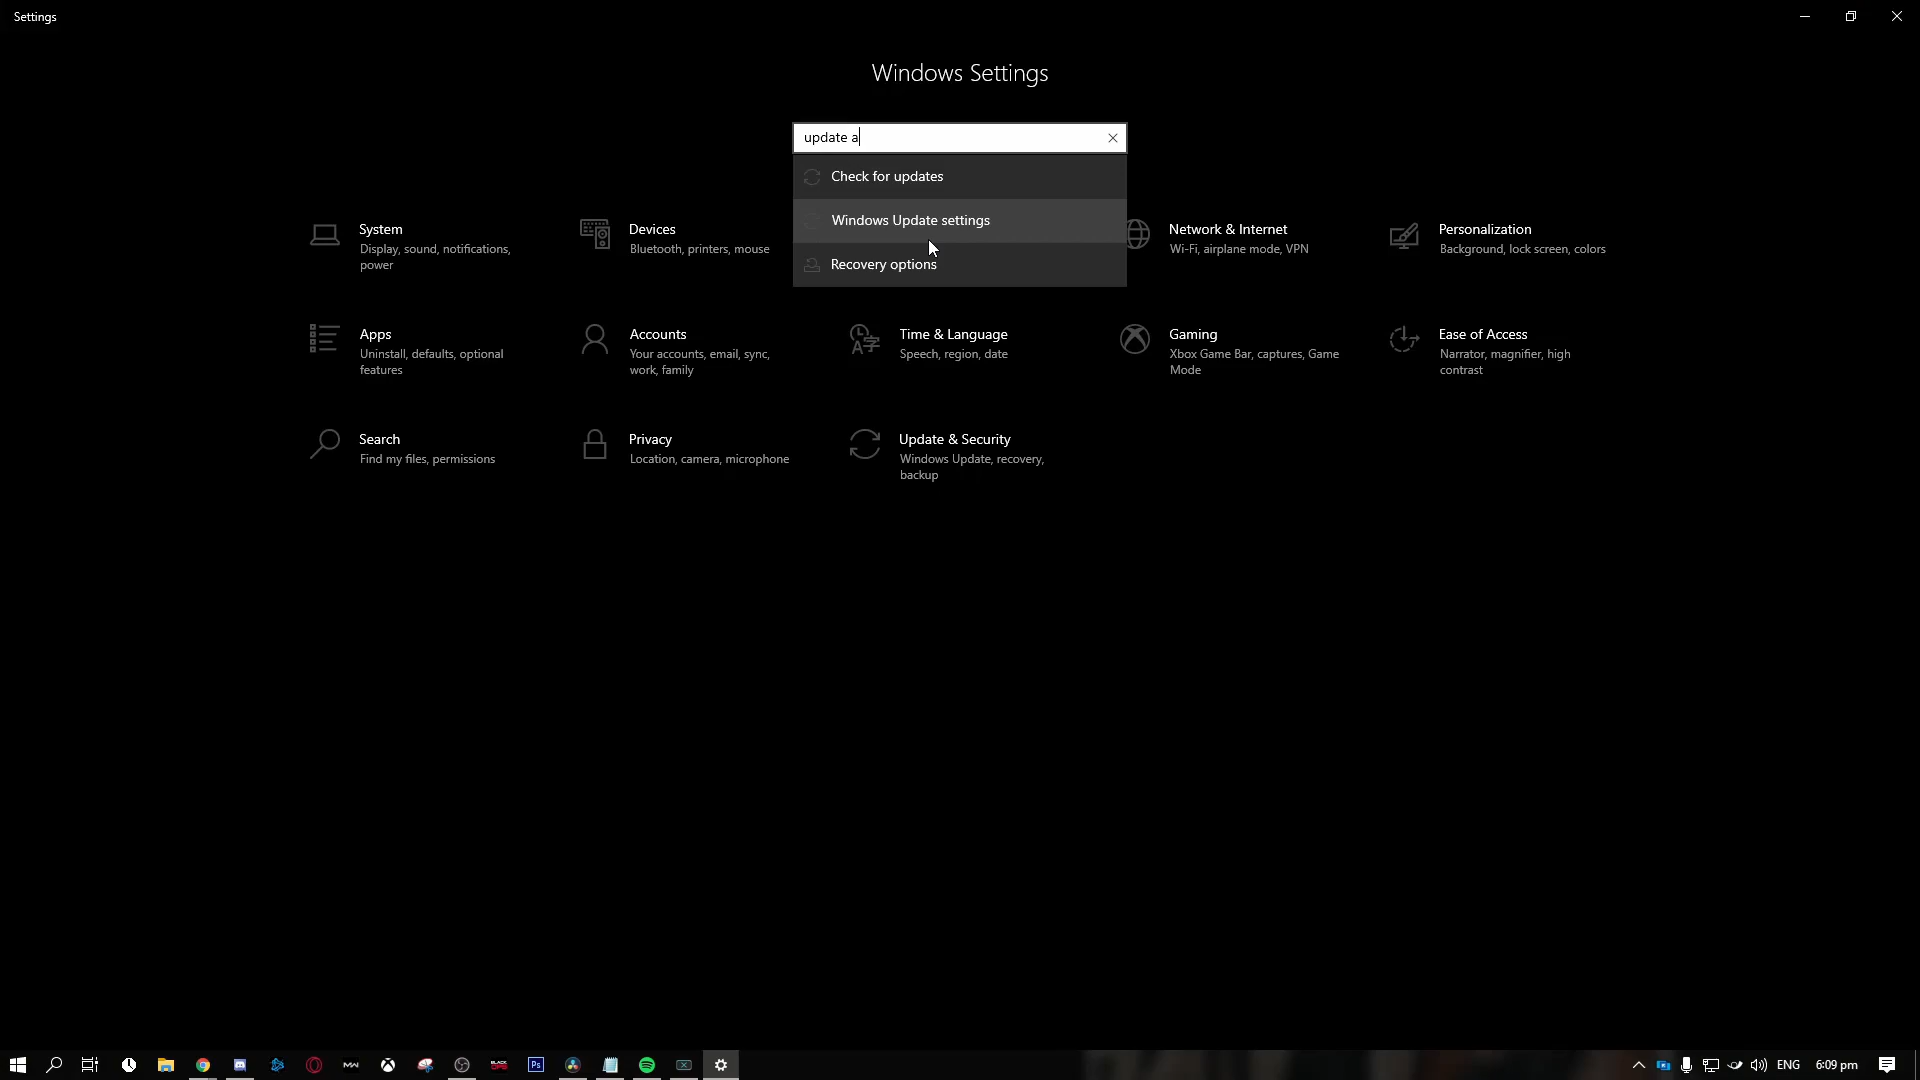 Settings
Windows Settings
update a
Check for updates
Windows Update settings
Recovery options
System
Display, sound, notifications,
power
Devices
Bluetooth, printers, mouse
Network & Internet
Wi-Fi, airplane mode, VPN
Personalization
Background, lock screen, colors
Apps
Uninstall, defaults, optional
features
Accounts
Your accounts, email, sync,
work, family
Time & Language
Speech, region, date
Gaming
Xbox Game Bar, captures, Game
Mode
Ease of Access
Narrator, magnifier, high
contrast
Search
Find my files, permissions
Privacy
Location, camera, microphone
Update & Security
Windows Update, recovery,
backup
MW
BLACK
OPS
Ps
ENG
6:09 pm